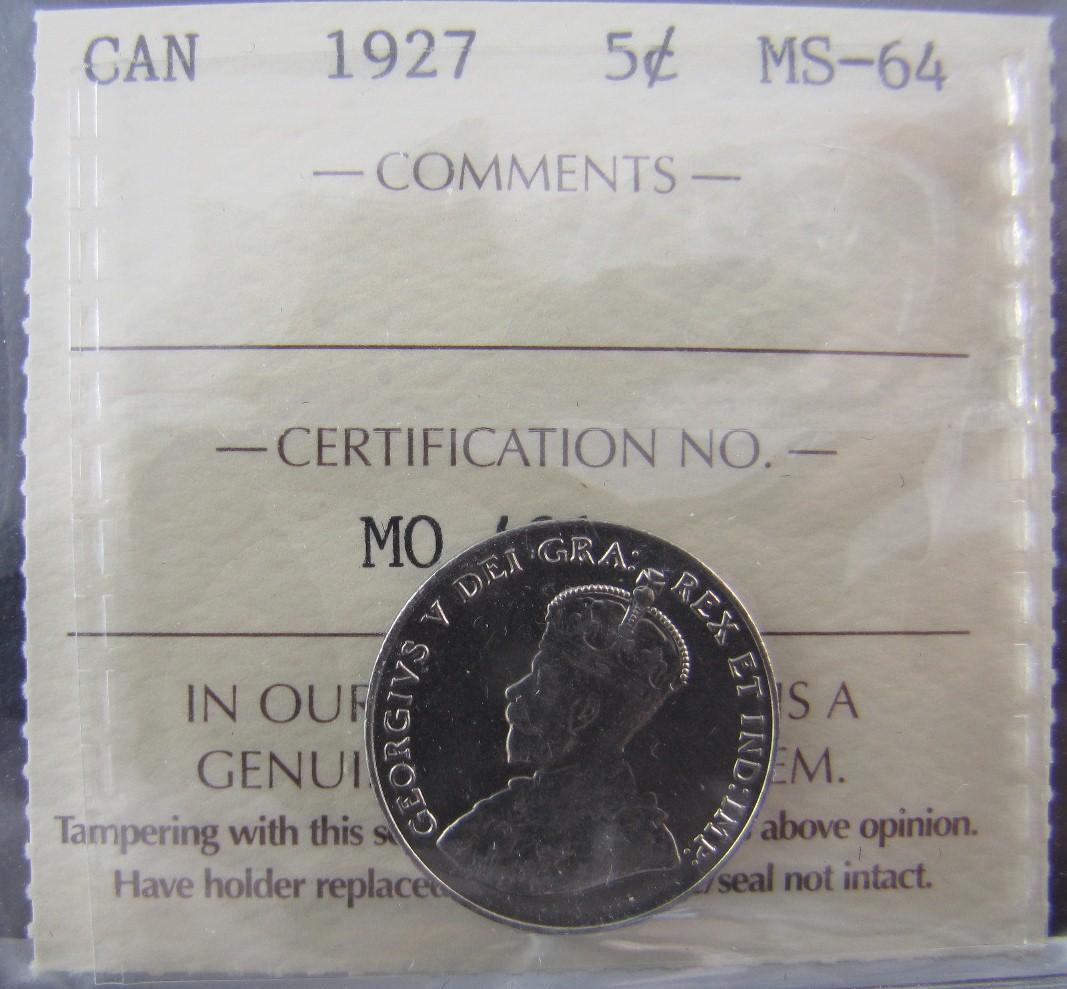 CAN 1927 5¢ MS-64
— COMMENTS —
— CERTIFICATION NO. —
MO
GEORGIVS V DEI GRA: REX ET IND:IMP:
IN OUR IS A
GENUI EM.
Tampering with this above opinion.
Have holder replaced /seal not intact.